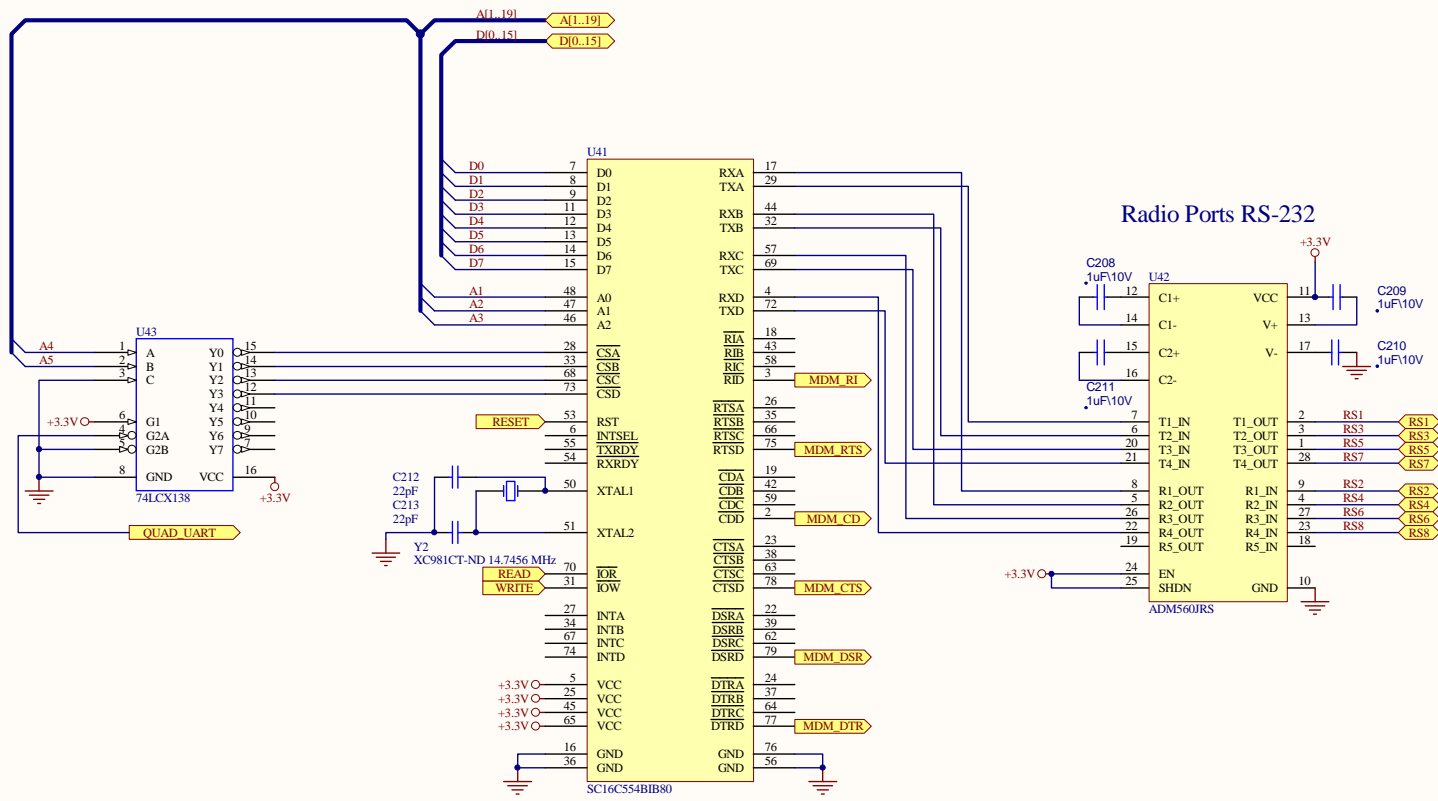 A[1..19] A[1..19]
D[0..15] D[0..15]
Radio Ports RS-232
U43
A4 1 A Y0 15
A5 2 B Y1 14
3 C Y2 13
Y3 12
Y4 11
+3.3V 6 G1 Y5 10
4 G2A Y6 9
5 G2B Y7 7
8 GND VCC 16
+3.3V
74LCX138
QUAD_UART
U41
D0 7 D0 RXA 17
D1 8 D1 TXA 29
D2 9 D2
D3 11 D3 RXB 44
D4 12 D4 TXB 32
D5 13 D5
D6 14 D6 RXC 57
D7 15 D7 TXC 69
A1 48 A0 RXD 4
A2 47 A1 TXD 72
A3 46 A2
RIA 18
28 CSA RIB 43
33 CSB RIC 58
68 CSC RID 3 MDM_RI
73 CSD
RTSA 26
RESET 53 RST RTSB 35
6 INTSEL RTSC 66
55 TXRDY RTSD 75 MDM_RTS
54 RXRDY
CDA 19
50 XTAL1 CDB 42
CDC 59
CDD 2 MDM_CD
51 XTAL2
C212
22pF
C213
22pF
Y2
XC981CT-ND 14.7456 MHz
CTSA 23
CTSB 38
READ 70 IOR CTSC 63
WRITE 31 IOW CTSD 78 MDM_CTS
27 INTA DSRA 22
34 INTB DSRB 39
67 INTC DSRC 62
74 INTD DSRD 79 MDM_DSR
+3.3V 5 VCC DTRA 24
+3.3V 25 VCC DTRB 37
+3.3V 45 VCC DTRC 64
+3.3V 65 VCC DTRD 77 MDM_DTR
16 GND GND 76
36 GND GND 56
SC16C554BIB80
+3.3V
U42
C208
1uF\10V
C209
1uF\10V
C210
1uF\10V
C211
1uF\10V
12 C1+ VCC 11
14 C1- V+ 13
15 C2+ V- 17
16 C2-
7 T1_IN T1_OUT 2 RS1 RS1
6 T2_IN T2_OUT 3 RS3 RS3
20 T3_IN T3_OUT 1 RS5 RS5
21 T4_IN T4_OUT 28 RS7 RS7
8 R1_OUT R1_IN 9 RS2 RS2
5 R2_OUT R2_IN 4 RS4 RS4
26 R3_OUT R3_IN 27 RS6 RS6
22 R4_OUT R4_IN 23 RS8 RS8
19 R5_OUT R5_IN 18
+3.3V 24 EN
25 SHDN GND 10
ADM560JRS